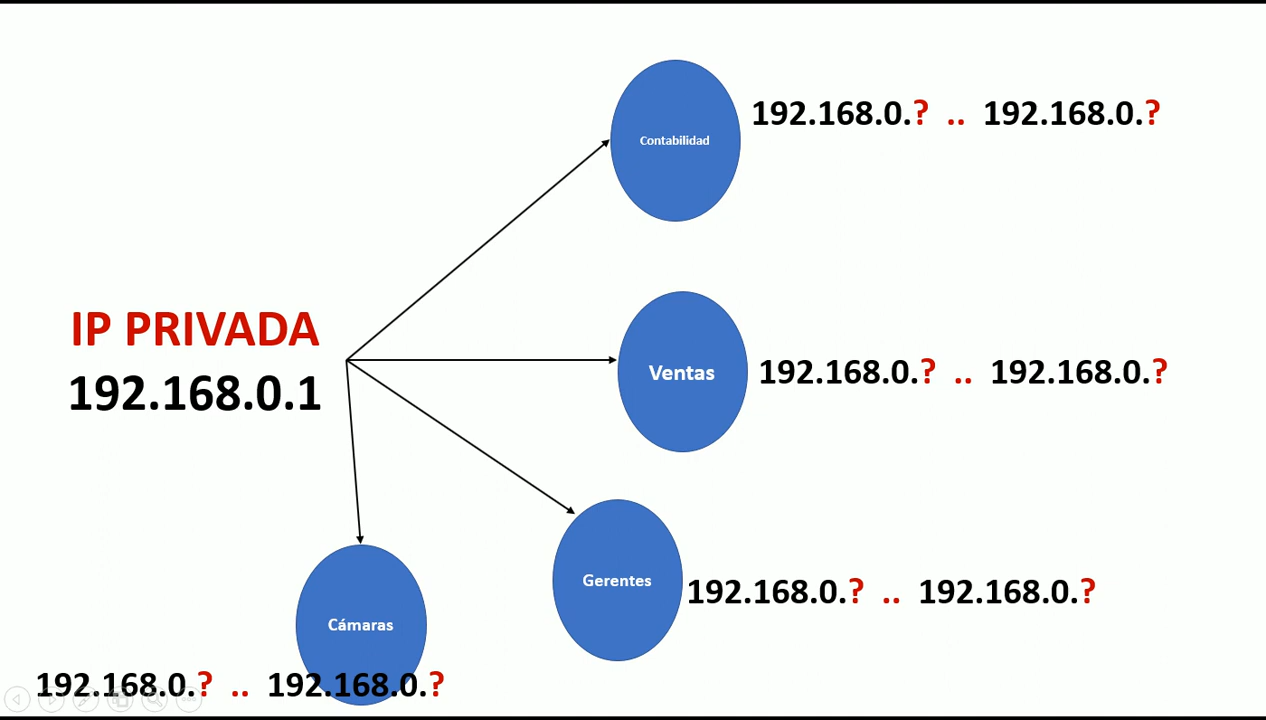 192.168.0.? .. 192.168.0.?
Contabilidad
IP PRIVADA
192.168.0.1
Ventas
192.168.0.? .. 192.168.0.?
Gerentes
192.168.0.? .. 192.168.0.?
Cámaras
192.168.0.? .. 192.168.0.?